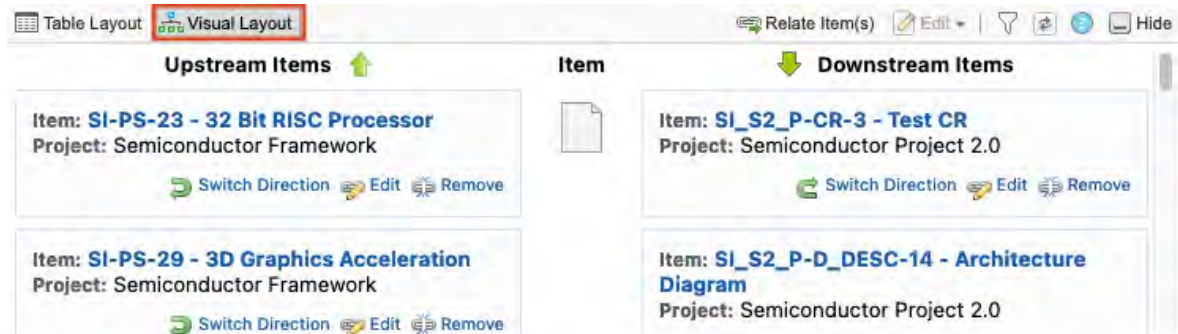 Table Layout Visual Layout Relate Item(s) Edit Hide
Upstream Items Item Downstream Items
Item: SI-PS-23 - 32 Bit RISC Processor
Project: Semiconductor Framework
Switch Direction Edit Remove
Item: SI_S2_P-CR-3 - Test CR
Project: Semiconductor Project 2.0
Switch Direction Edit Remove
Item: SI-PS-29 - 3D Graphics Acceleration
Project: Semiconductor Framework
Switch Direction Edit Remove
Item: SI_S2_P-D_DESC-14 - Architecture
Diagram
Project: Semiconductor Project 2.0